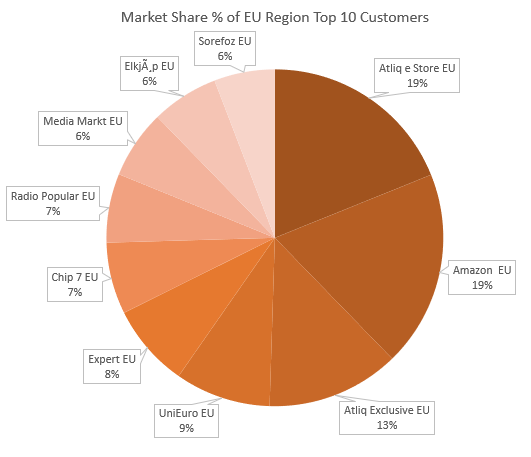 Market Share % of EU Region Top 10 Customers
Atliq e Store EU
19%
Amazon  EU
19%
Atliq Exclusive EU
13%
UniEuro EU
9%
Expert EU
8%
Chip 7 EU
7%
Radio Popular EU
7%
Media Markt EU
6%
ElkjÃ¸p EU
6%
Sorefoz EU
6%